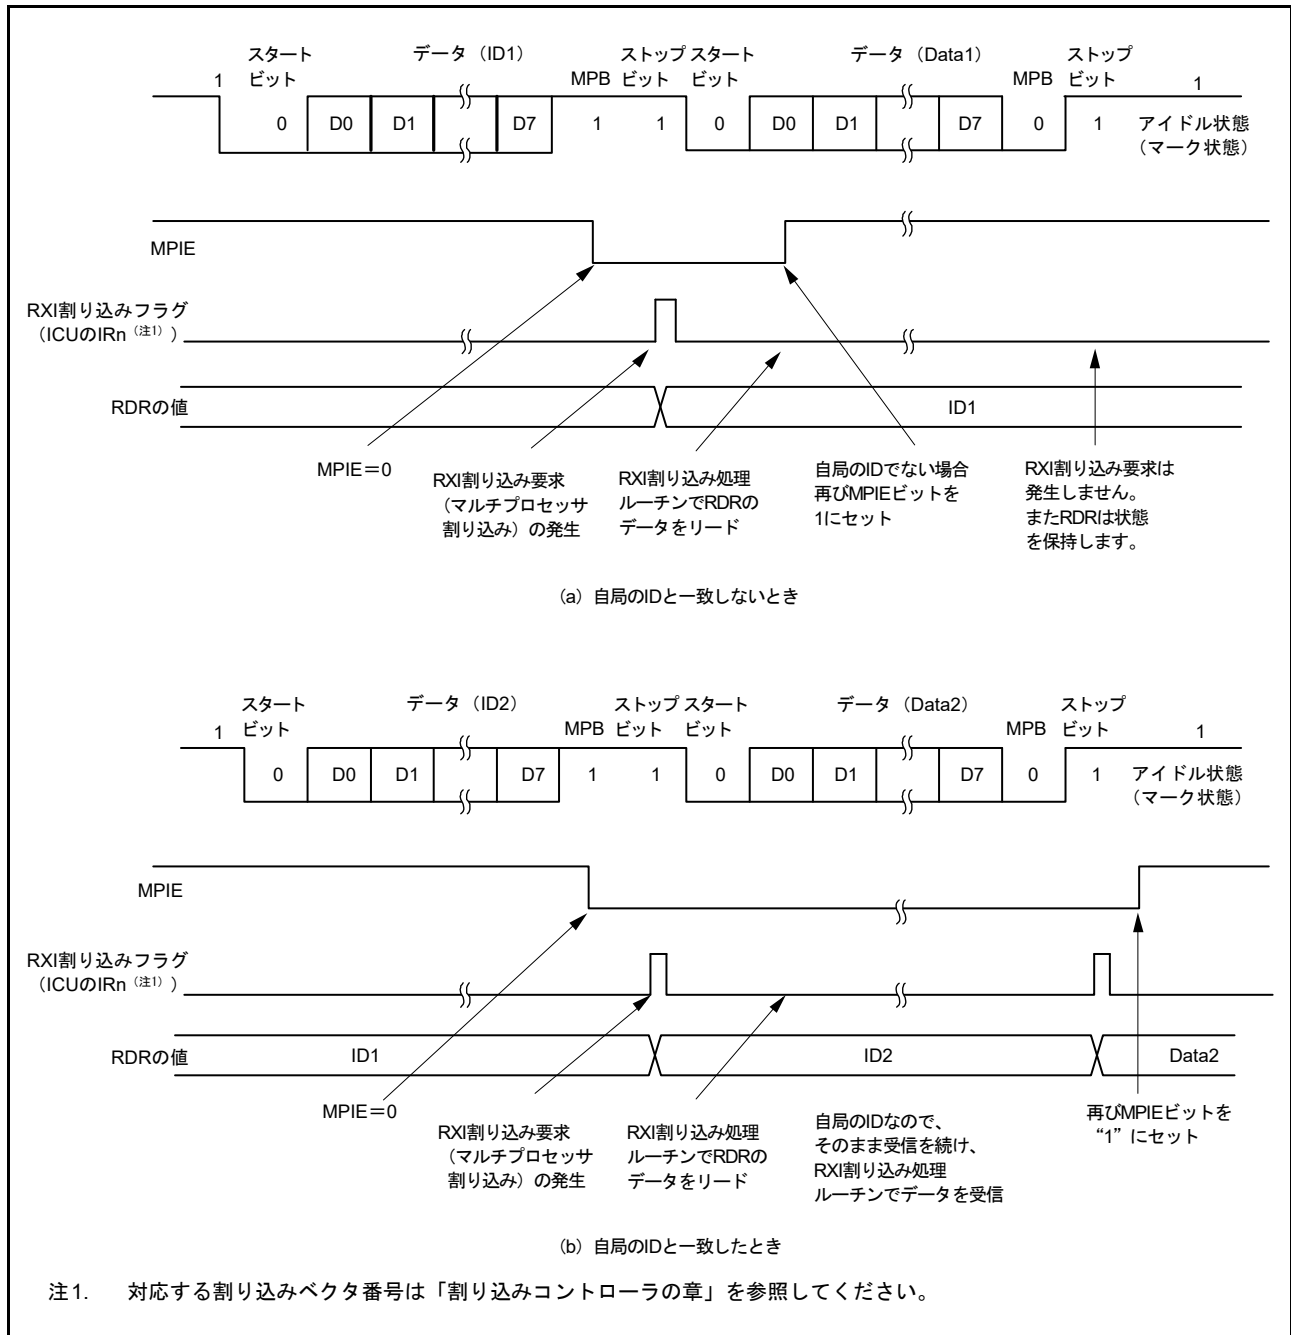 スタート データ（ID1） ストップ スタート データ（Data1） ストップ
1 ビット MPB ビット ビット MPB ビット 1
0 D0 D1 D7 1 1 0 D0 D1 D7 0 1 アイドル状態
（マーク状態）
MPIE
RXI割り込みフラグ
（ICUのIRn（注1））
RDRの値 ID1
MPIE＝0
RXI割り込み要求
（マルチプロセッサ
割り込み）の発生
RXI割り込み処理
ルーチンでRDRの
データをリード
自局のIDでない場合
再びMPIEビットを
1にセット
RXI割り込み要求は
発生しません。
またRDRは状態
を保持します。
（a）自局のIDと一致しないとき
スタート データ（ID2） ストップ スタート データ（Data2） ストップ
1 ビット MPB ビット ビット MPB ビット 1
0 D0 D1 D7 1 1 0 D0 D1 D7 0 1 アイドル状態
（マーク状態）
MPIE
RXI割り込みフラグ
（ICUのIRn（注1））
RDRの値 ID1 ID2 Data2
MPIE＝0
RXI割り込み要求
（マルチプロセッサ
割り込み）の発生
RXI割り込み処理
ルーチンでRDRの
データをリード
自局のIDなので、
そのまま受信を続け、
RXI割り込み処理
ルーチンでデータを受信
再びMPIEビットを
“1”にセット
（b）自局のIDと一致したとき
注1. 対応する割り込みベクタ番号は「割り込みコントローラの章」を参照してください。